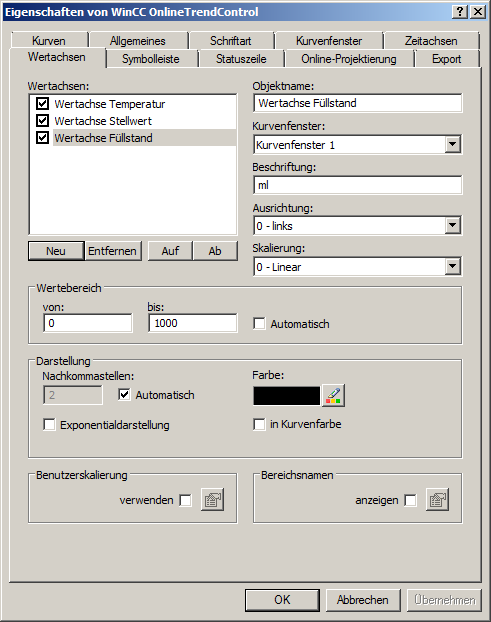 Eigenschaften von WinCC OnlineTrendControl
Kurven Allgemeines Schriftart Kurvenfenster Zeitachsen
Wertachsen Symbolleiste Statuszeile Online-Projektierung Export
Wertachsen:
Wertachse Temperatur
Wertachse Stellwert
Wertachse Füllstand
Neu Entfernen Auf Ab
Objektname:
Wertachse Füllstand
Kurvenfenster:
Kurvenfenster 1
Beschriftung:
ml
Ausrichtung:
0 - links
Skalierung:
0 - Linear
Wertebereich
von: bis:
0 1000 Automatisch
Darstellung
Nachkommastellen: Farbe:
2 Automatisch
Exponentialdarstellung in Kurvenfarbe
Benutzerskalierung Bereichsnamen
verwenden anzeigen
OK Abbrechen Übernehmen